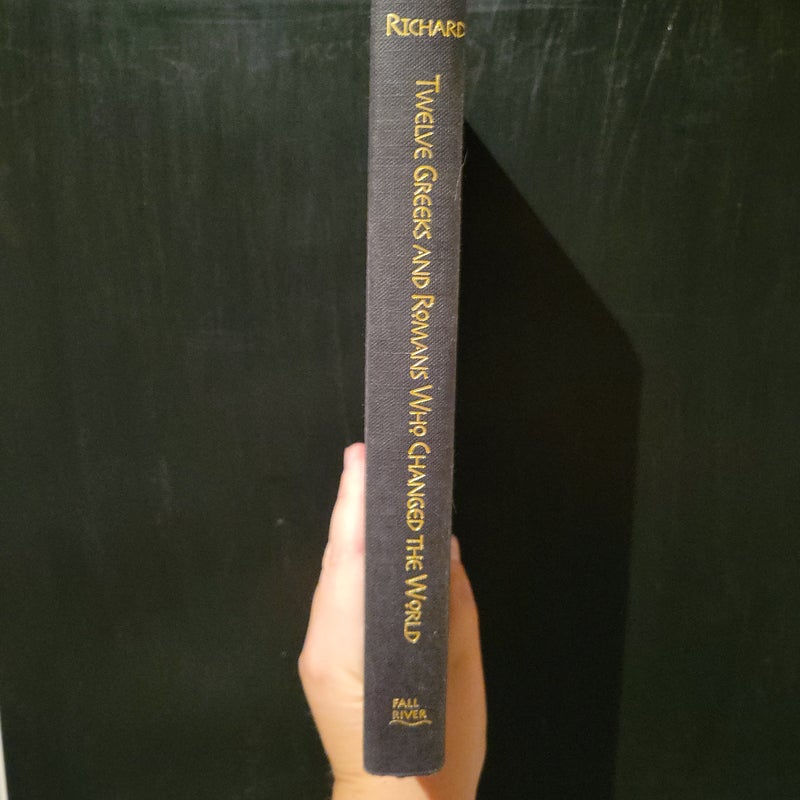 RICHARD
TWELVE GREEKS AND ROMANS WHO CHANGED THE WORLD
FALL
RIVER